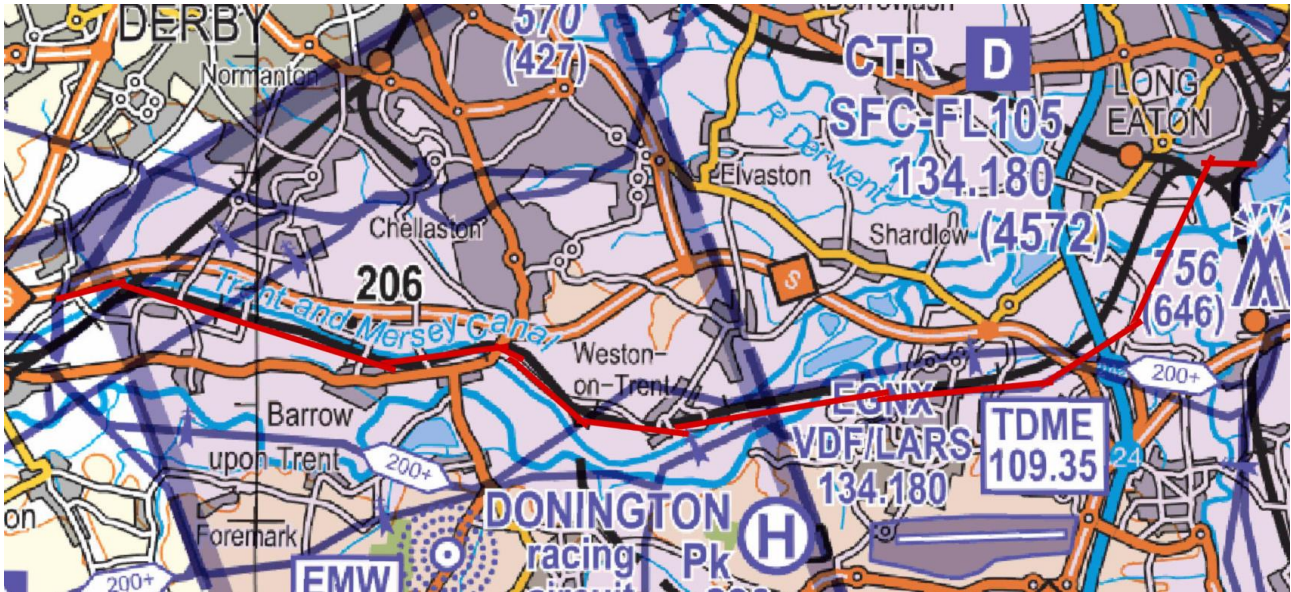 DERBY
Normanton
570
(427)
CTR D
SFC-FL105
134.180
(4572)
LONG
EATON
R Derwent
Elvaston
Shardlow
Chellaston
206
Trent and Mersey Canal
S
S
756
(646)
Weston-
on-Trent
200+
Barrow
upon Trent
200+
Foremark
EGNX
VDF/LARS
134.180
TDME
109.35
24
DONINGTON
racing
Pk
H
EMW
200+
on